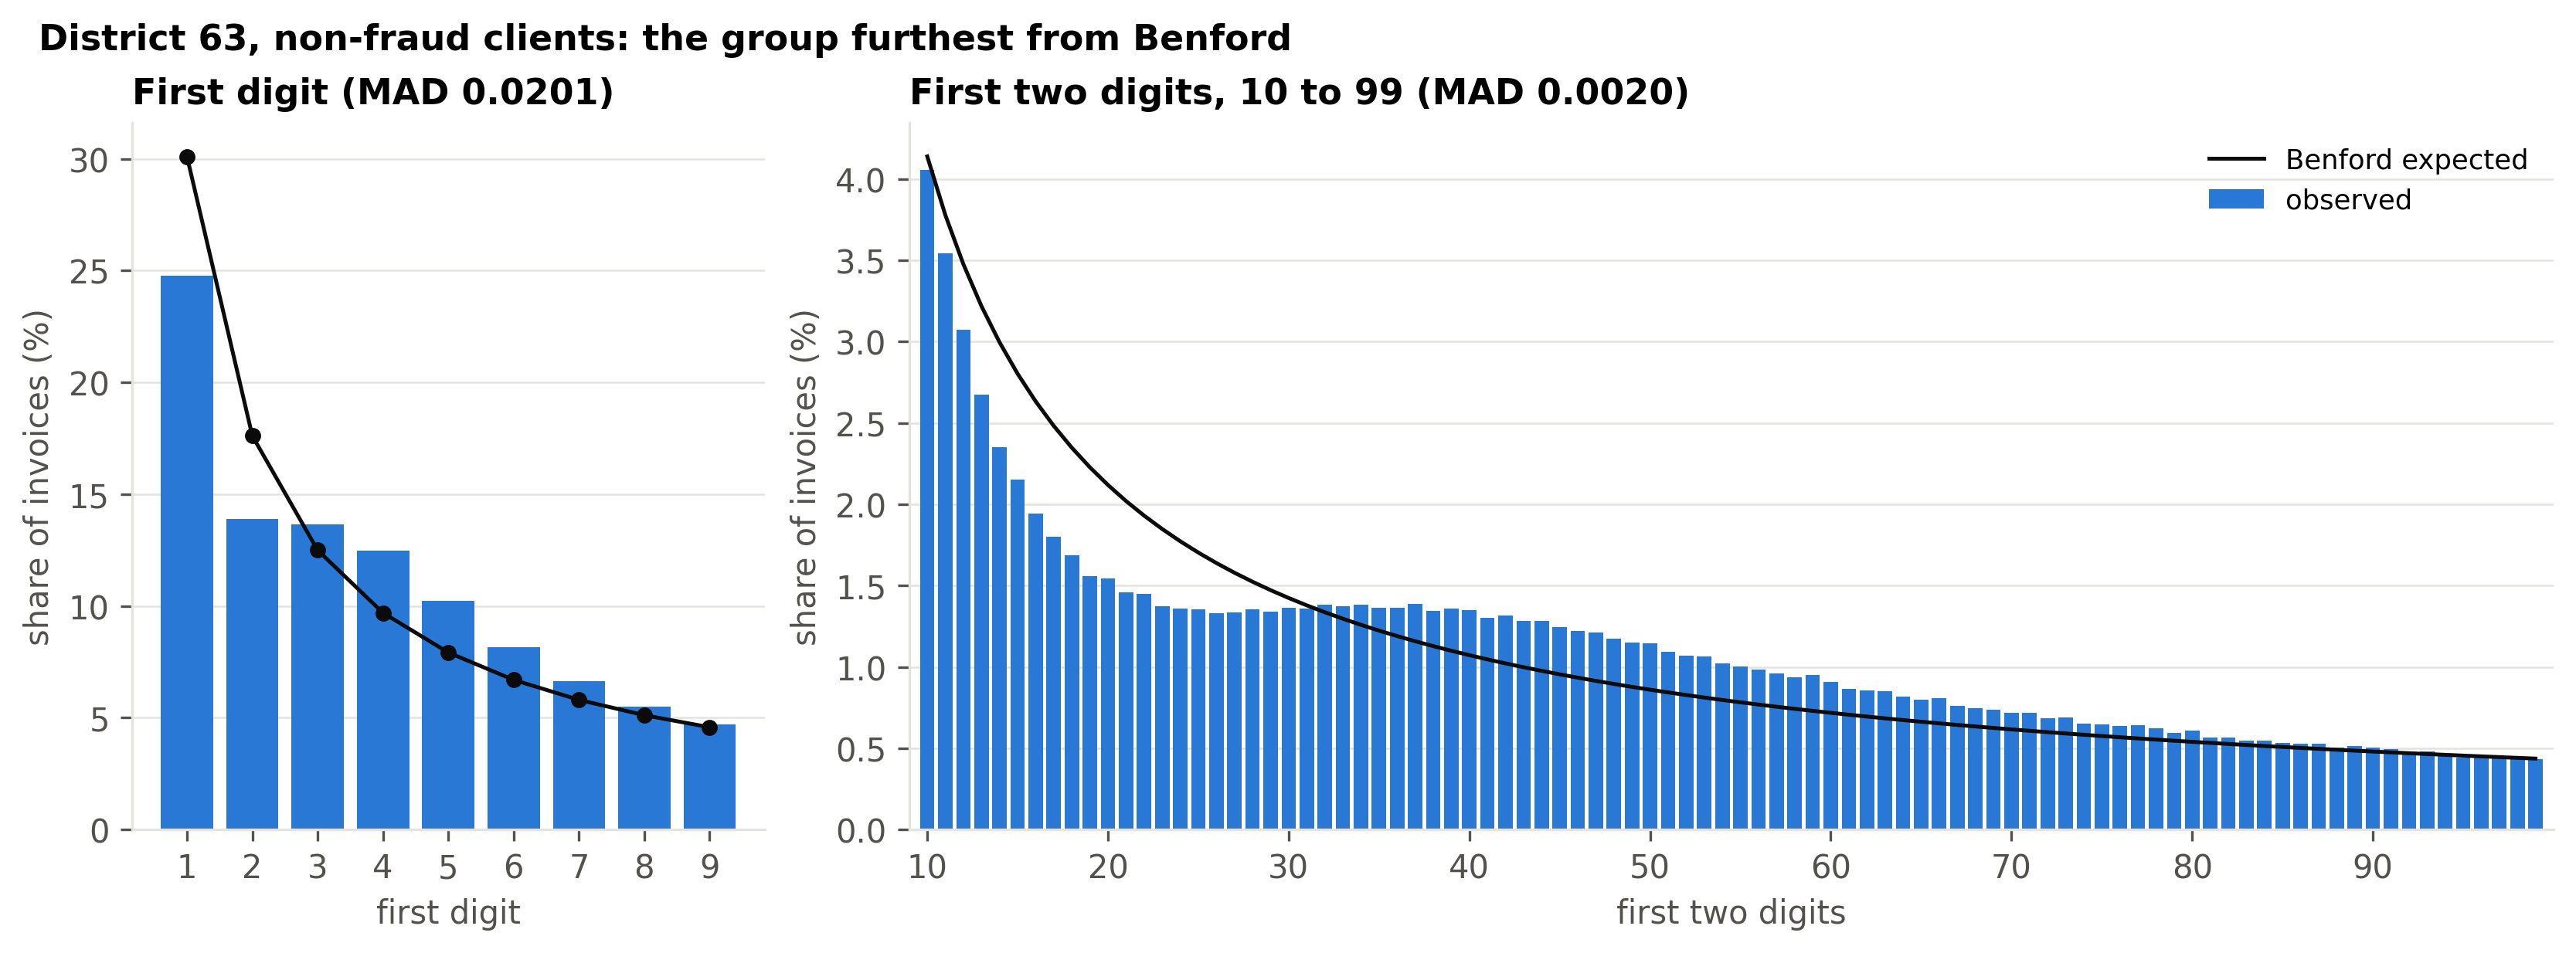 District 63, non-fraud clients: the group furthest from Benford
First digit (MAD 0.0201)
30
25
20
15
10
5
0
share of invoices (%)
1 2 3 4 5 6 7 8 9
first digit
First two digits, 10 to 99 (MAD 0.0020)
Benford expected
observed
4.0
3.5
3.0
2.5
2.0
1.5
1.0
0.5
0.0
share of invoices (%)
10 20 30 40 50 60 70 80 90
first two digits